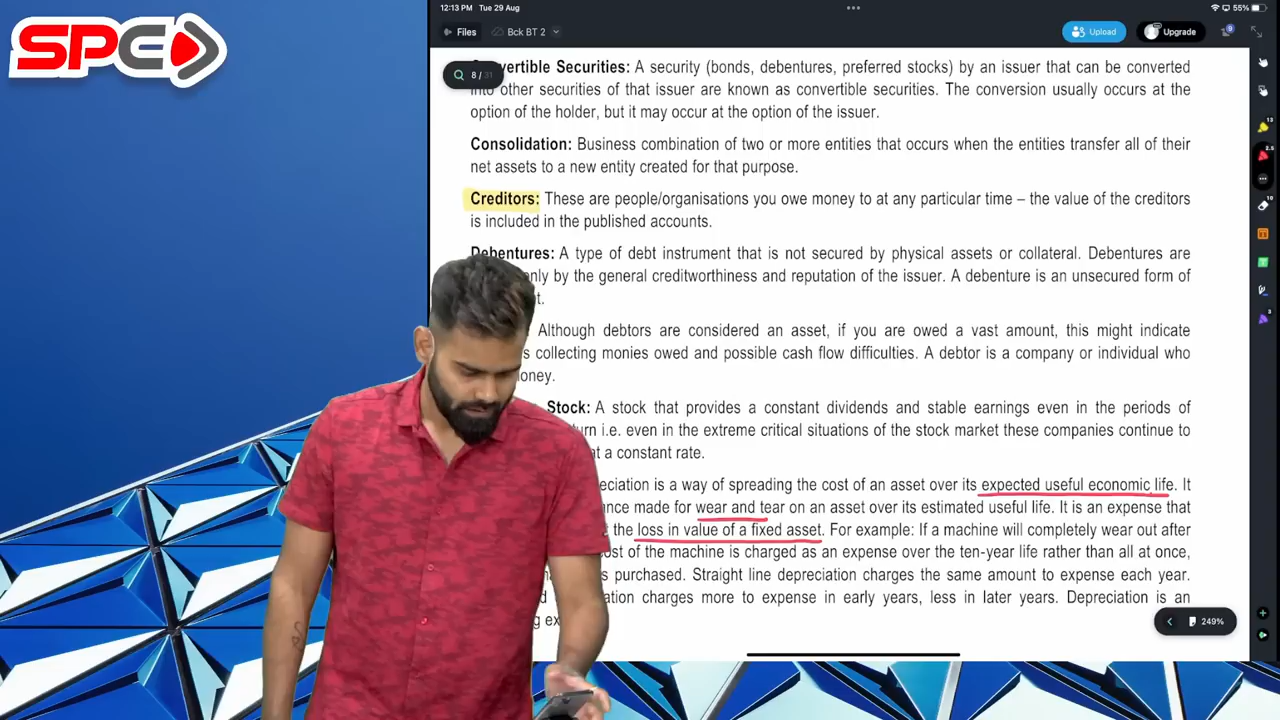 SPC
12:13 PM Tue 29 Aug
55%
Files
Bck BT 2
Upload
Upgrade
8 / 31
Convertible Securities: A security (bonds, debentures, preferred stocks) by an issuer that can be converted
into other securities of that issuer are known as convertible securities. The conversion usually occurs at the
option of the holder, but it may occur at the option of the issuer.
Consolidation: Business combination of two or more entities that occurs when the entities transfer all of their
net assets to a new entity created for that purpose.
Creditors: These are people/organisations you owe money to at any particular time – the value of the creditors
is included in the published accounts.
Debentures: A type of debt instrument that is not secured by physical assets or collateral. Debentures are
only by the general creditworthiness and reputation of the issuer. A debenture is an unsecured form of
Although debtors are considered an asset, if you are owed a vast amount, this might indicate
collecting monies owed and possible cash flow difficulties. A debtor is a company or individual who
Stock: A stock that provides a constant dividends and stable earnings even in the periods of
i.e. even in the extreme critical situations of the stock market these companies continue to
at a constant rate.
is a way of spreading the cost of an asset over its expected useful economic life. It
made for wear and tear on an asset over its estimated useful life. It is an expense that
the loss in value of a fixed asset. For example: If a machine will completely wear out after
of the machine is charged as an expense over the ten-year life rather than all at once,
purchased. Straight line depreciation charges the same amount to expense each year.
charges more to expense in early years, less in later years. Depreciation is an
249%